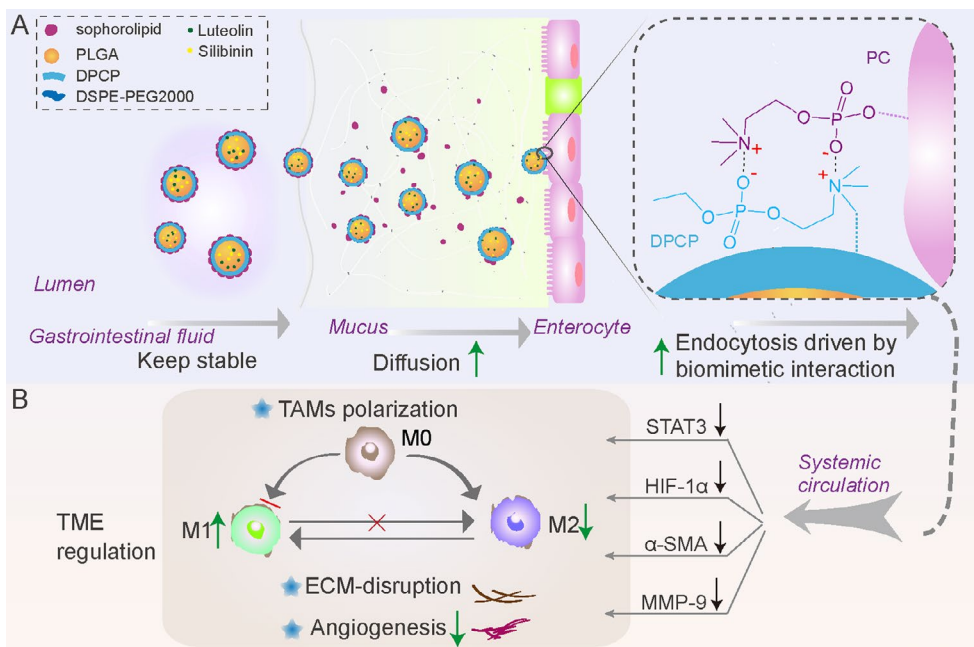 A
sophorolipid
Luteolin
PLGA
Silibinin
DPCP
DSPE-PEG2000
PC
O
O P O
N + O
-
O - + N
O P O
O
DPCP
Lumen
Gastrointestinal fluid
Mucus
Enterocyte
Keep stable
Diffusion
Endocytosis driven by
biomimetic interaction
B
TAMs polarization
M0
M1
M2
TME
regulation
ECM-disruption
Angiogenesis
STAT3
HIF-1α
α-SMA
MMP-9
Systemic
circulation